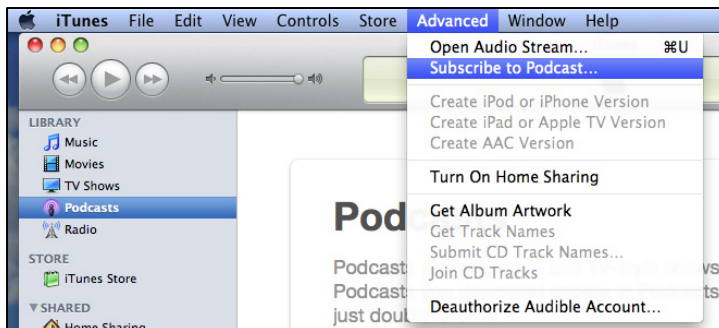 iTunes File Edit View Controls Store Advanced Window Help
Open Audio Stream... ⌘U
Subscribe to Podcast...
Create iPod or iPhone Version
Create iPad or Apple TV Version
Create AAC Version
Turn On Home Sharing
Get Album Artwork
Get Track Names
Submit CD Track Names...
Join CD Tracks
Deauthorize Audible Account...
LIBRARY
Music
Movies
TV Shows
Podcasts
Radio
STORE
iTunes Store
SHARED
Home Sharing
Pod
Podcasts
Podcasts
just doub